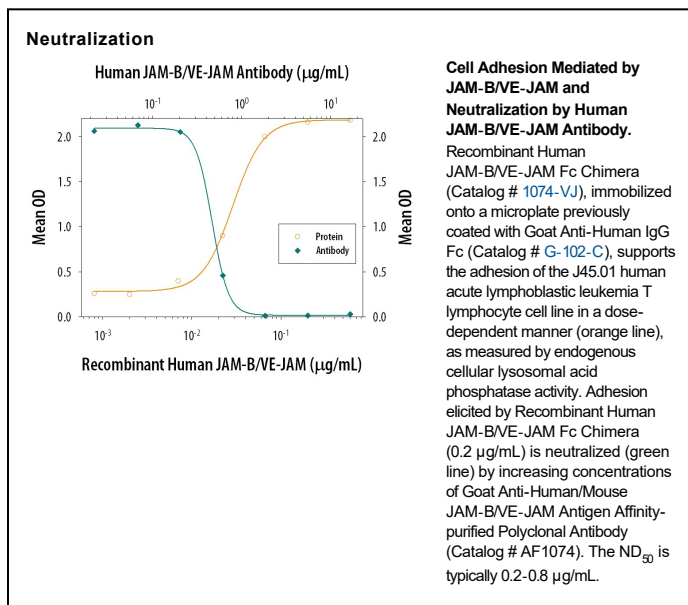 Neutralization
Human JAM-B/VE-JAM Antibody (µg/mL)
10⁻¹ 10⁰ 10¹
2.0 2.0
1.5 1.5
1.0 1.0
0.5 0.5
0.0 0.0
Mean OD
Mean OD
Protein
Antibody
10⁻³ 10⁻² 10⁻¹
Recombinant Human JAM-B/VE-JAM (µg/mL)
Cell Adhesion Mediated by
JAM-B/VE-JAM and
Neutralization by Human
JAM-B/VE-JAM Antibody.
Recombinant Human
JAM-B/VE-JAM Fc Chimera
(Catalog # 1074-VJ), immobilized
onto a microplate previously
coated with Goat Anti-Human IgG
Fc (Catalog # G-102-C), supports
the adhesion of the J45.01 human
acute lymphoblastic leukemia T
lymphocyte cell line in a dose-
dependent manner (orange line),
as measured by endogenous
cellular lysosomal acid
phosphatase activity. Adhesion
elicited by Recombinant Human
JAM-B/VE-JAM Fc Chimera
(0.2 µg/mL) is neutralized (green
line) by increasing concentrations
of Goat Anti-Human/Mouse
JAM-B/VE-JAM Antigen Affinity-
purified Polyclonal Antibody
(Catalog # AF1074). The ND₅₀ is
typically 0.2-0.8 µg/mL.